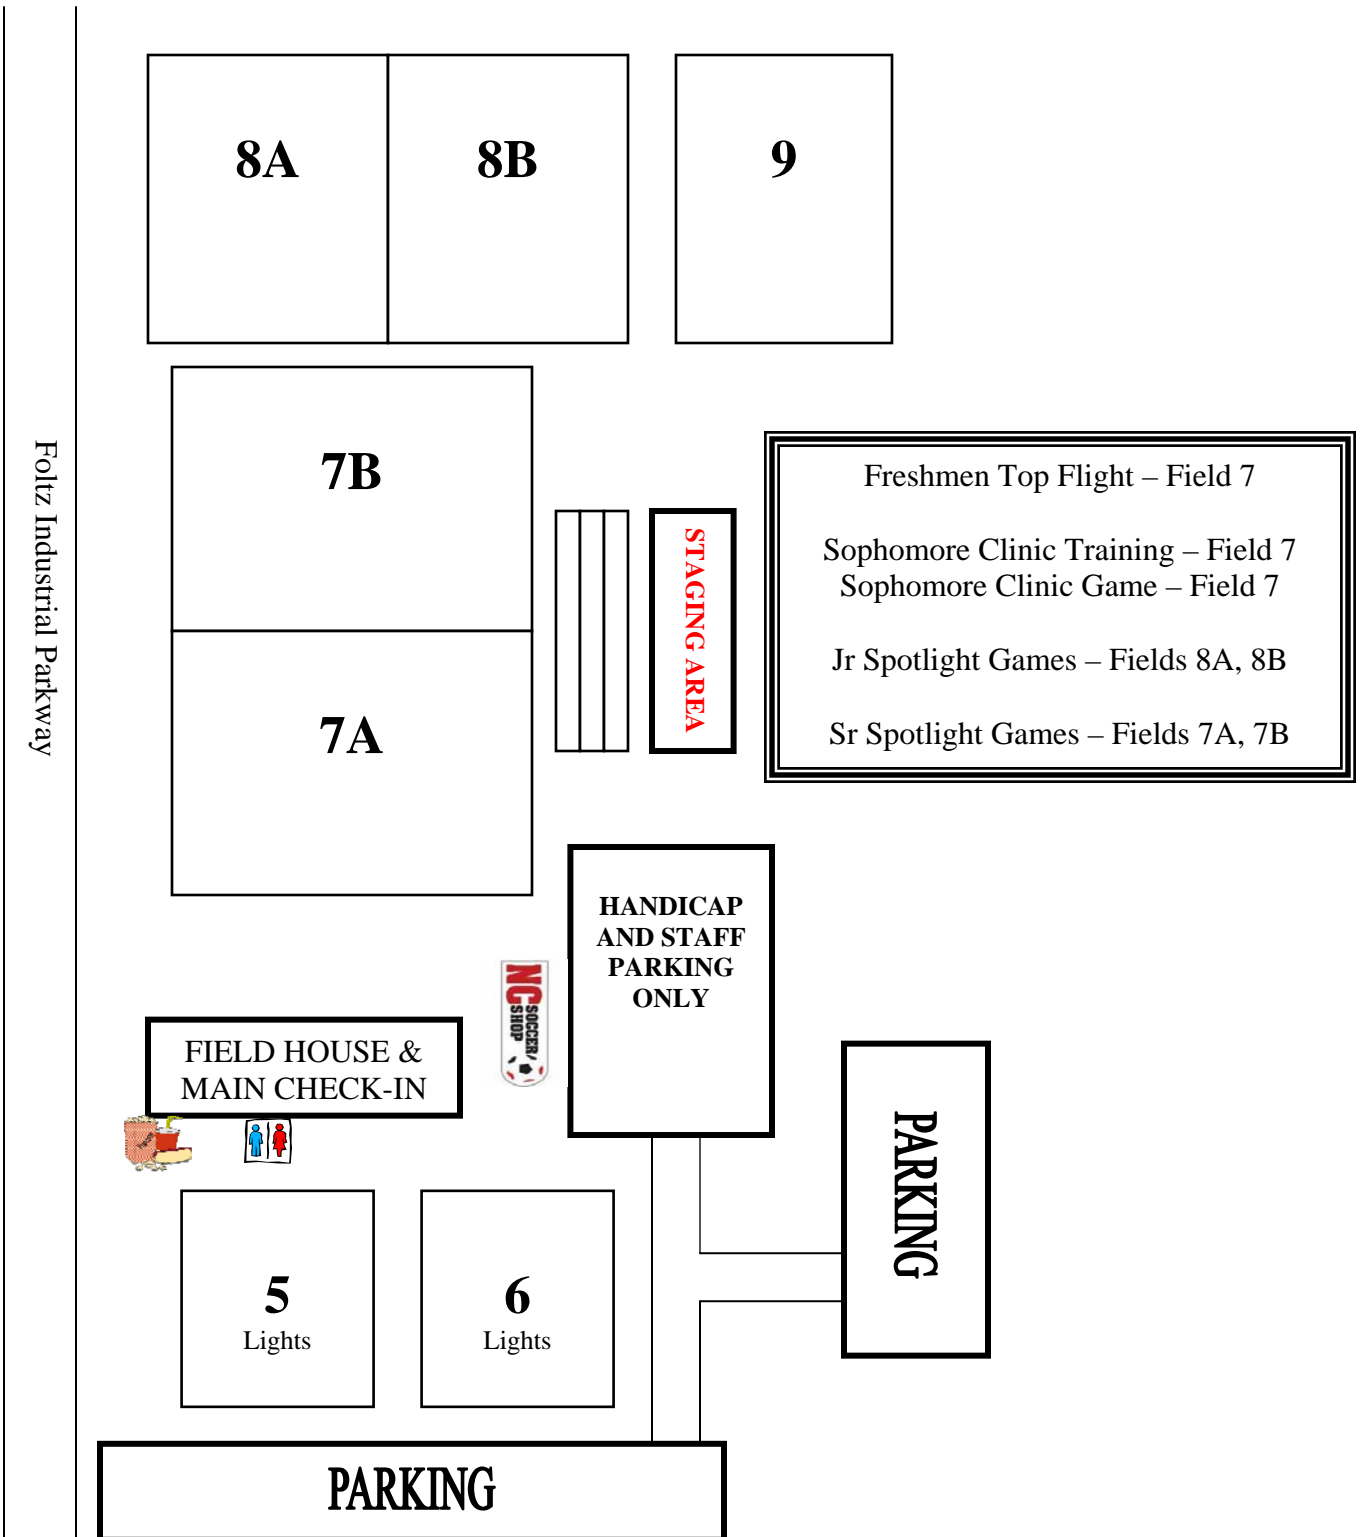 8A
8B
9
7B
7A
Foltz Industrial Parkway
STAGING AREA
Freshmen Top Flight – Field 7
Sophomore Clinic Training – Field 7
Sophomore Clinic Game – Field 7
Jr Spotlight Games – Fields 8A, 8B
Sr Spotlight Games – Fields 7A, 7B
HANDICAP
AND STAFF
PARKING
ONLY
NC
SOCCER
SHOP
FIELD HOUSE &
MAIN CHECK-IN
PARKING
5
Lights
6
Lights
PARKING